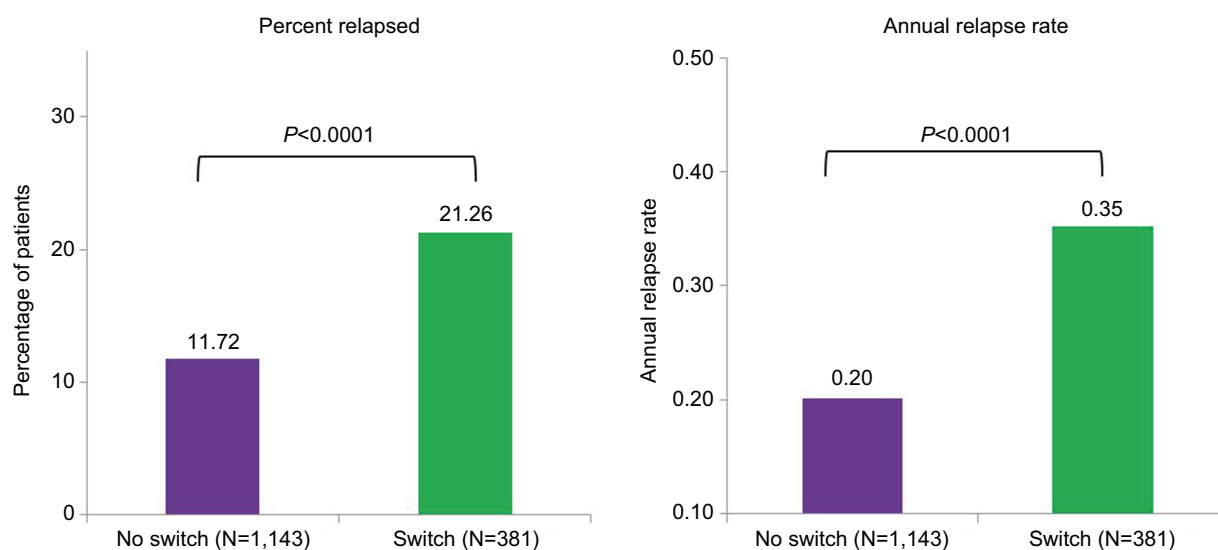 Percent relapsed
Percentage of patients
30
20
10
0
P<0.0001
11.72
21.26
No switch (N=1,143)
Switch (N=381)
Annual relapse rate
Annual relapse rate
0.50
0.40
0.30
0.20
0.10
P<0.0001
0.20
0.35
No switch (N=1,143)
Switch (N=381)